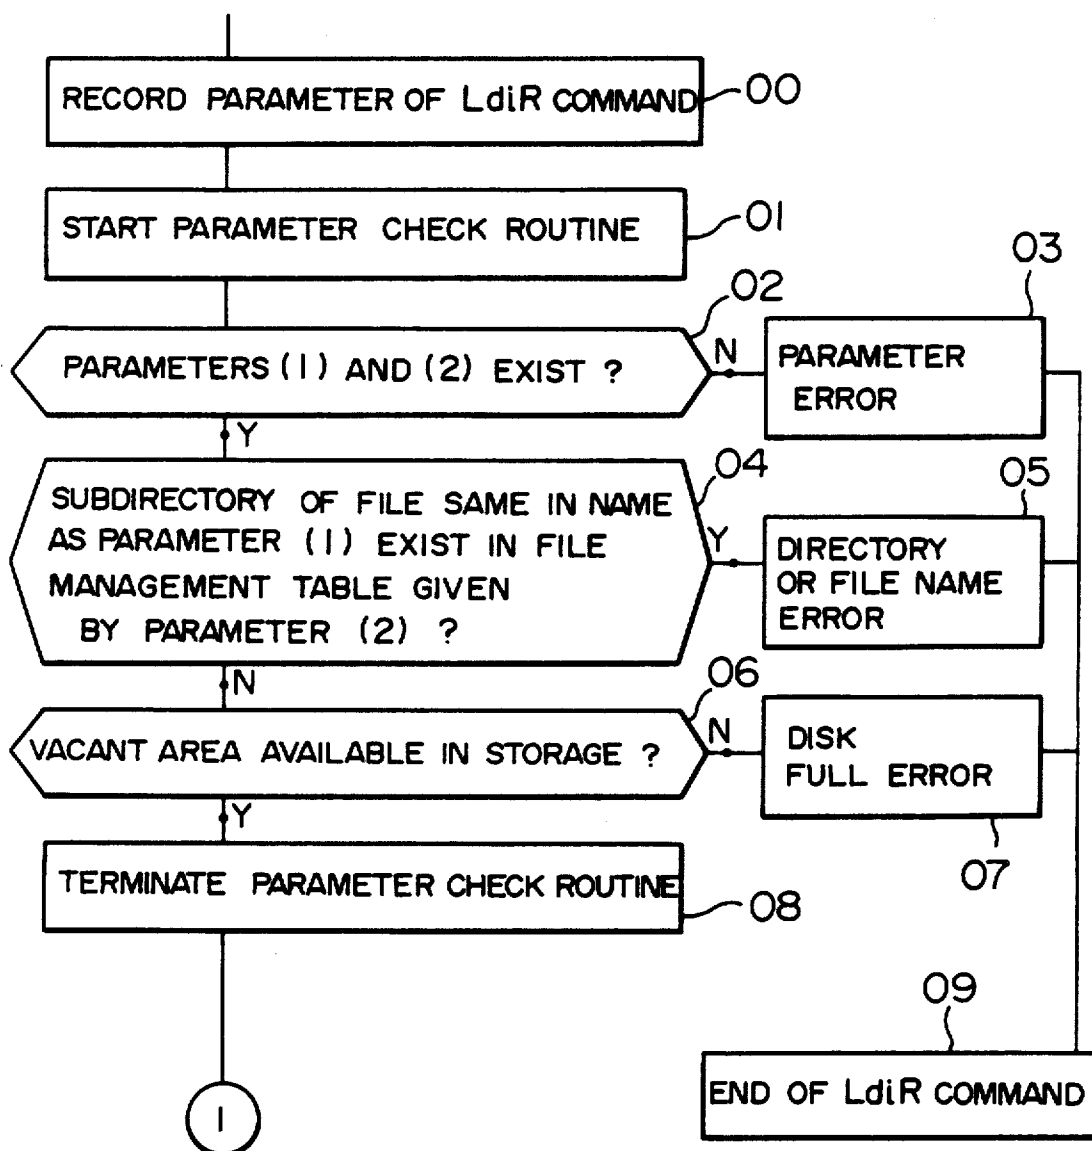 RECORD PARAMETER OF LdiR COMMAND
00
START PARAMETER CHECK ROUTINE
01
02
03
PARAMETERS (1) AND (2) EXIST ?
N
PARAMETER
ERROR
Y
04
05
SUBDIRECTORY OF FILE SAME IN NAME
AS PARAMETER (1) EXIST IN FILE
MANAGEMENT TABLE GIVEN
BY PARAMETER (2) ?
Y
DIRECTORY
OR FILE NAME
ERROR
N
06
VACANT AREA AVAILABLE IN STORAGE ?
N
DISK
FULL ERROR
07
Y
TERMINATE PARAMETER CHECK ROUTINE
08
09
END OF LdiR COMMAND
1